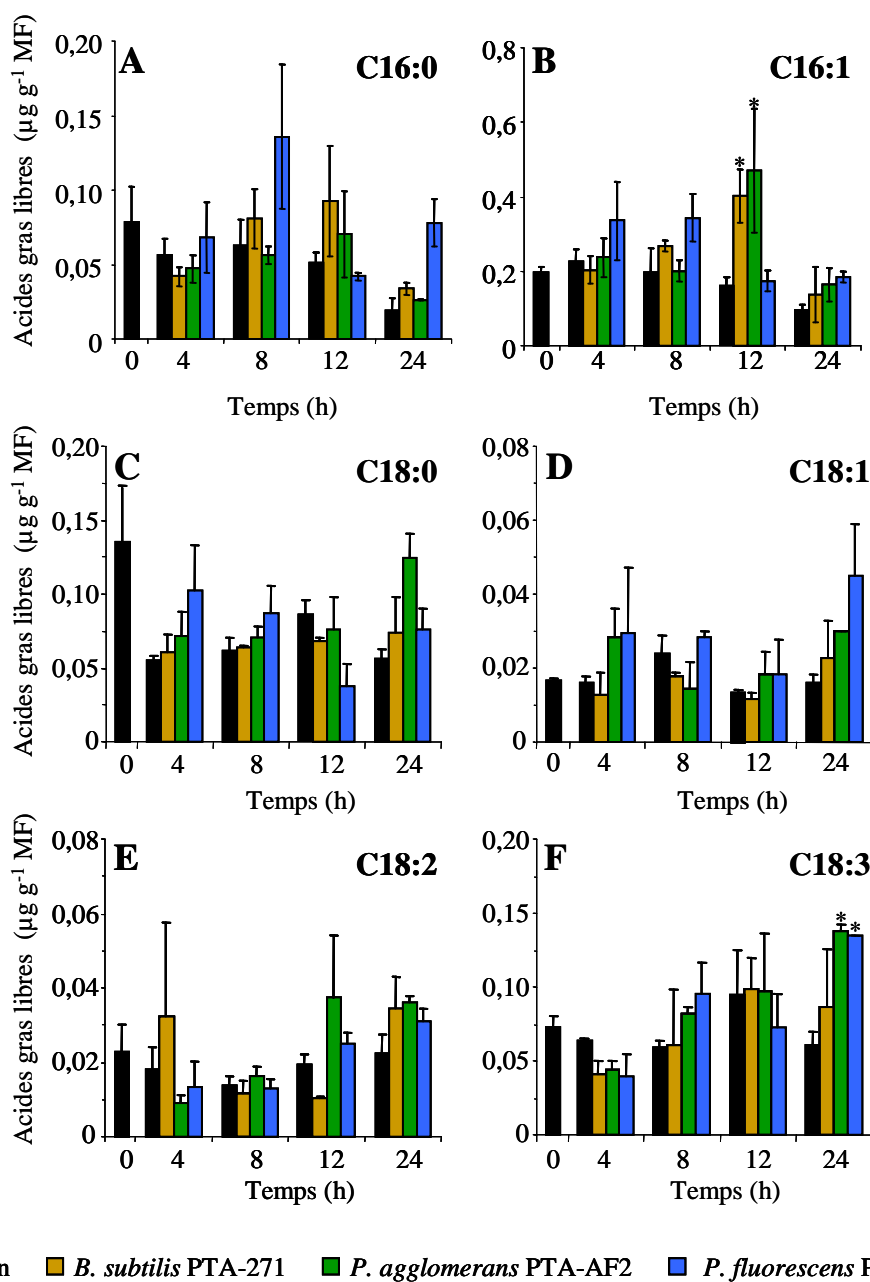 A
C16:0
Acides gras libres (µg g-1 MF)
0,20
0,15
0,10
0,05
0
0 4 8 12 24
Temps (h)
B
C16:1
0,8
0,6
0,4
0,2
0
* *
0 4 8 12 24
Temps (h)
C
C18:0
Acides gras libres (µg g-1 MF)
0,20
0,15
0,10
0,05
0
0 4 8 12 24
Temps (h)
D
C18:1
0,08
0,06
0,04
0,02
0
0 4 8 12 24
Temps (h)
E
C18:2
Acides gras libres (µg g-1 MF)
0,08
0,06
0,04
0,02
0
0 4 8 12 24
Temps (h)
F
C18:3
0,20
0,15
0,10
0,05
0
* *
0 4 8 12 24
Temps (h)
n B. subtilis PTA-271 P. agglomerans PTA-AF2 P. fluorescens P